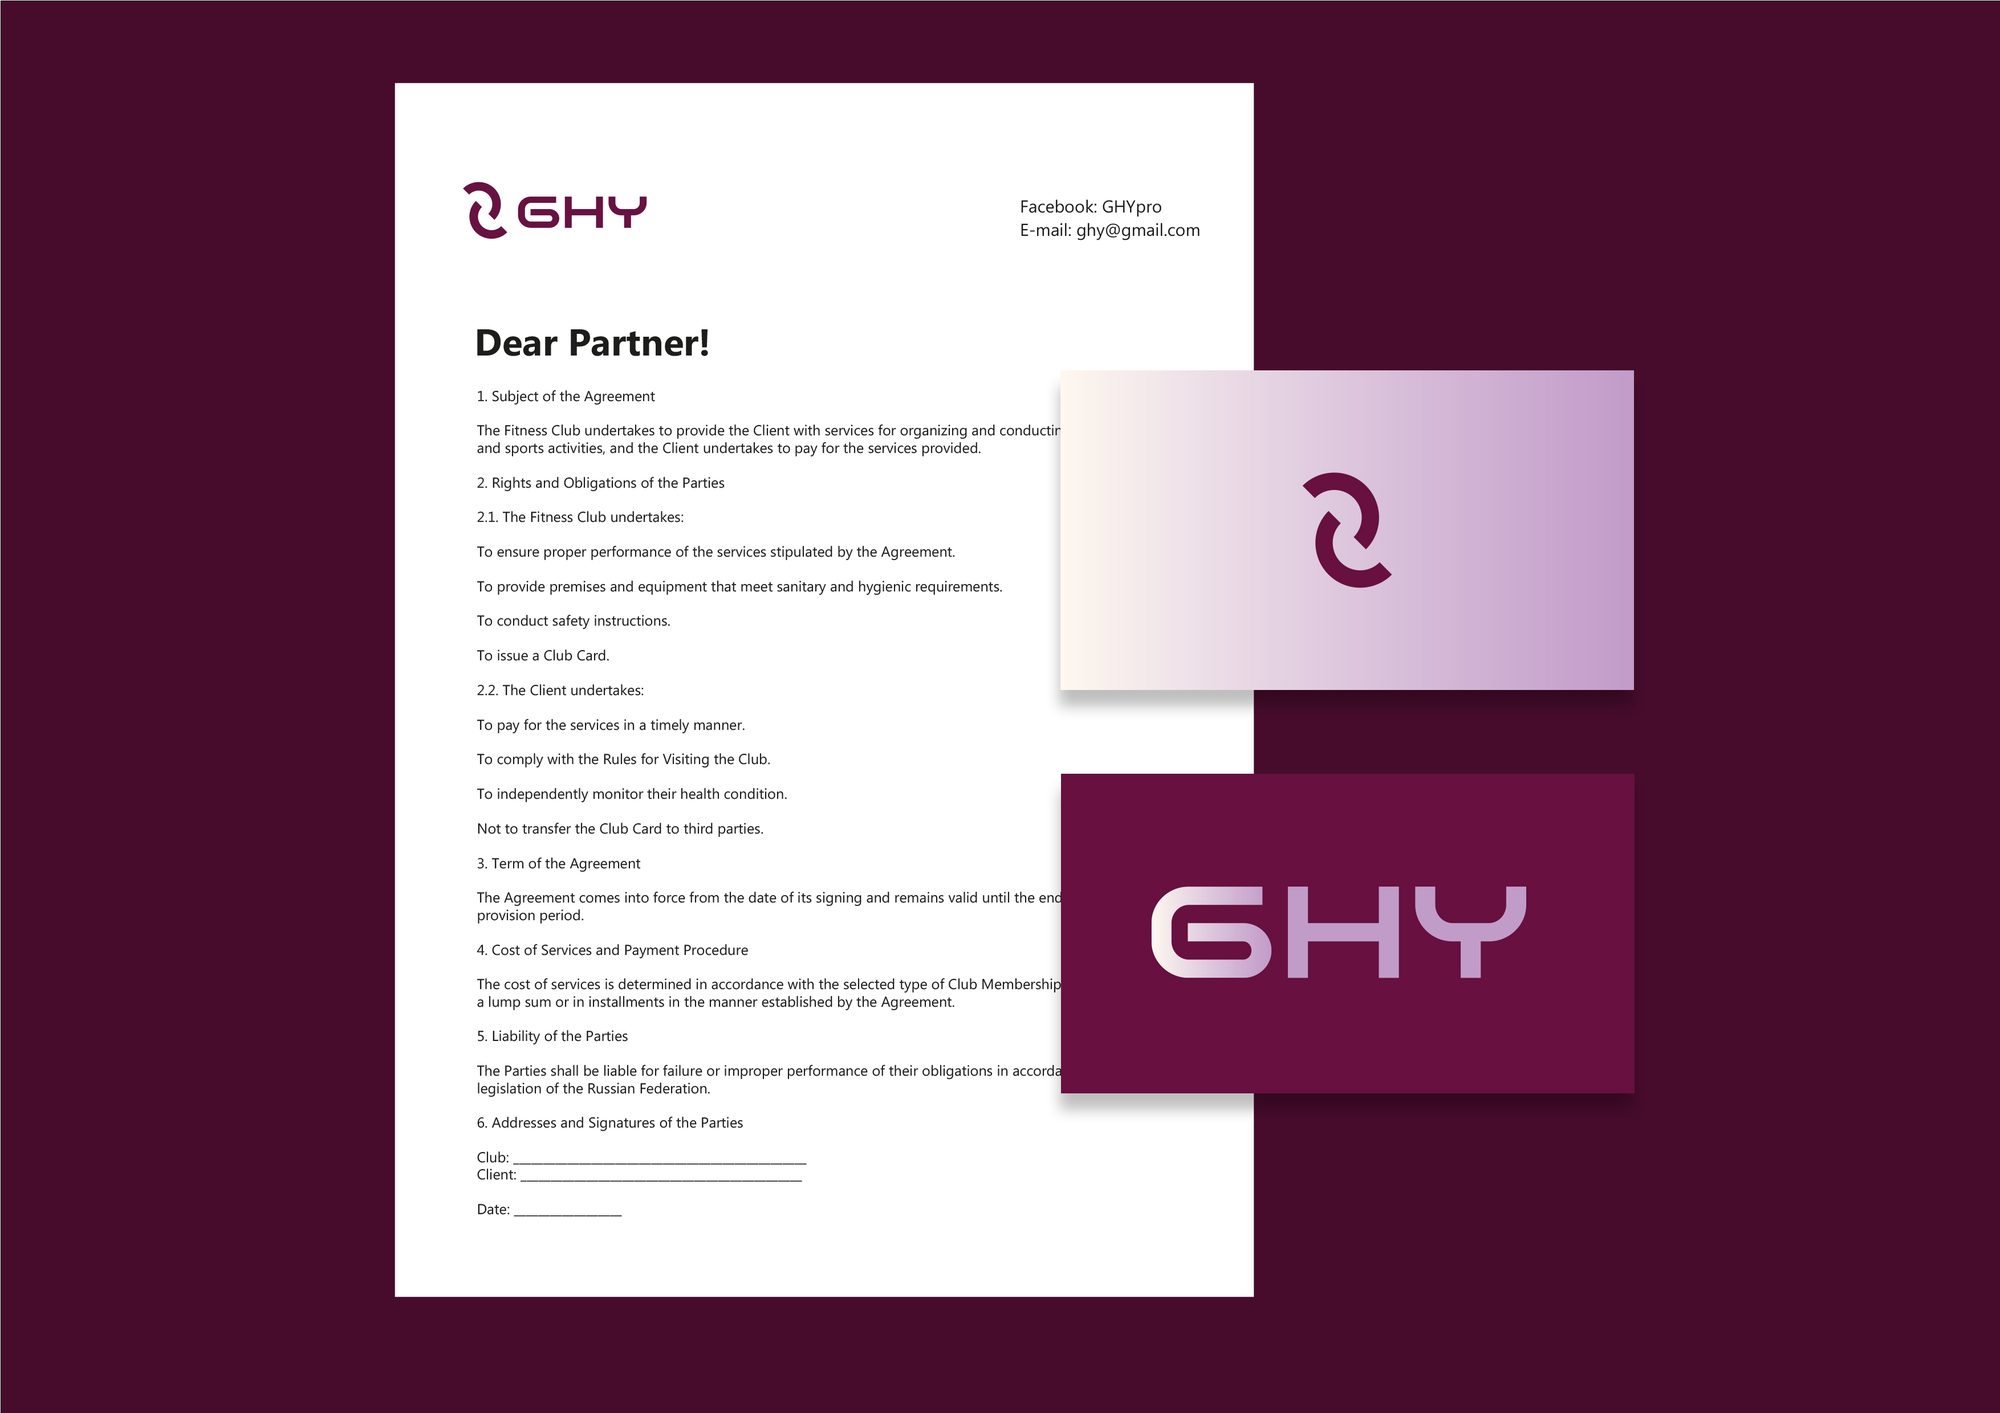 GHY
Facebook: GHYpro
E-mail: ghy@gmail.com
Dear Partner!
1. Subject of the Agreement
The Fitness Club undertakes to provide the Client with services for organizing and
and sports activities, and the Client undertakes to pay for the services provided.
2. Rights and Obligations of the Parties
2.1. The Fitness Club undertakes:
To ensure proper performance of the services stipulated by the Agreement.
To provide premises and equipment that meet sanitary and hygienic requirements.
To conduct safety instructions.
To issue a Club Card.
2.2. The Client undertakes:
To pay for the services in a timely manner.
To comply with the Rules for Visiting the Club.
To independently monitor their health condition.
Not to transfer the Club Card to third parties.
3. Term of the Agreement
The Agreement comes into force from the date of its signing and remains valid until the end
provision period.
4. Cost of Services and Payment Procedure
The cost of services is determined in accordance with the selected type of Club Membership
a lump sum or in installments in the manner established by the Agreement.
5. Liability of the Parties
The Parties shall be liable for failure or improper performance of their obligations in
legislation of the Russian Federation.
6. Addresses and Signatures of the Parties
Club: ____________________
Client: ____________________
Date: __________
GHY